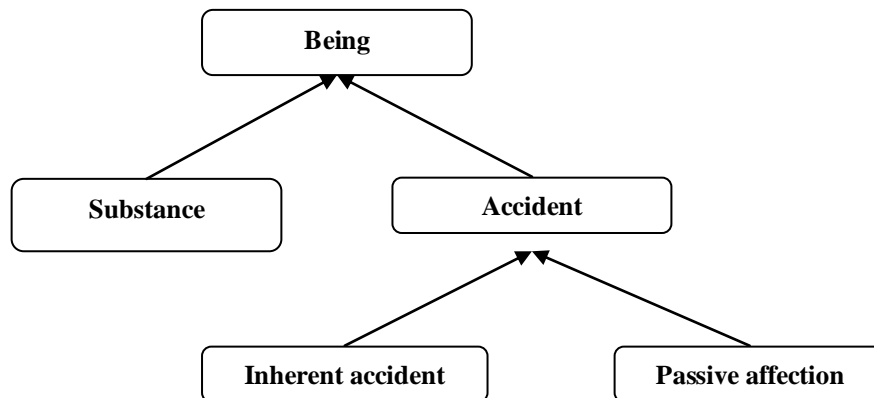 Being
Substance
Accident
Inherent accident
Passive affection